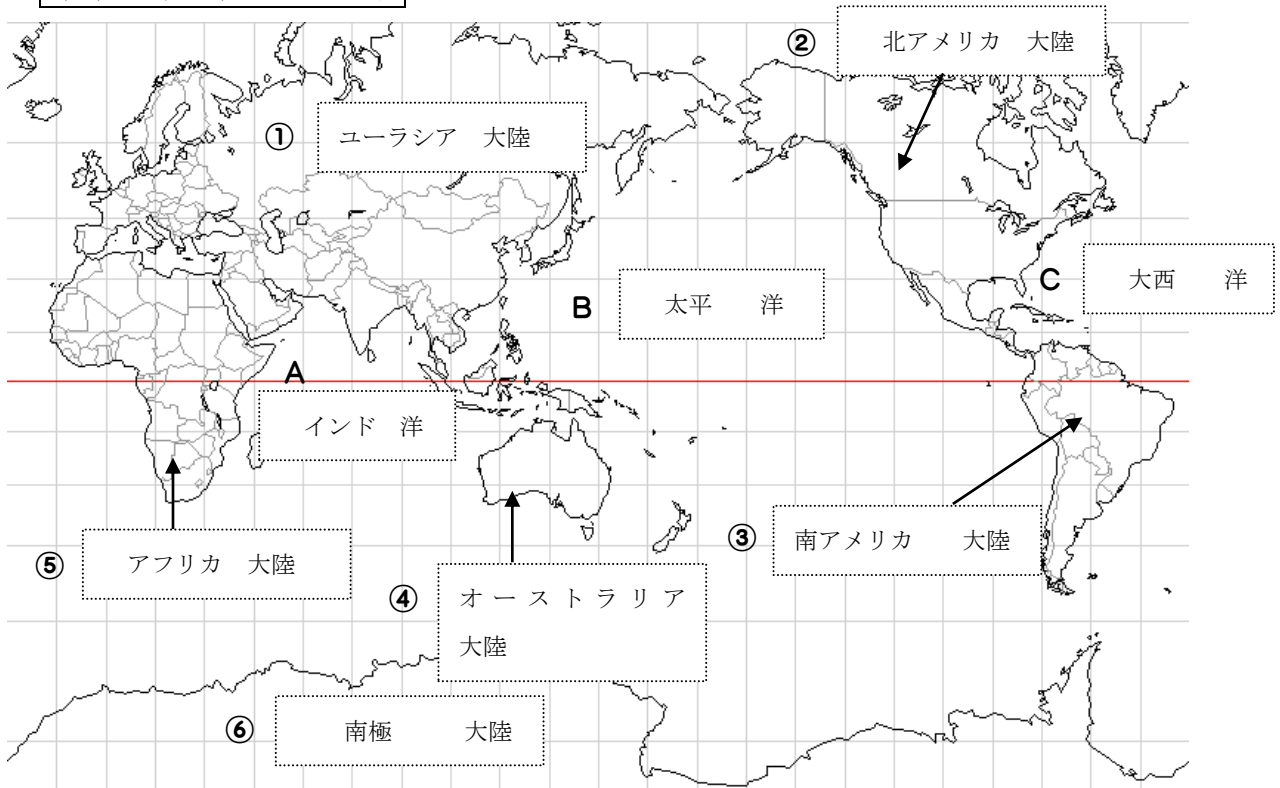 ② 北アメリカ　大陸
① ユーラシア　大陸
C 大西　　洋
B 太平　　洋
A
インド　洋
③ 南アメリカ　　大陸
⑤ アフリカ　大陸
④ オーストラリア
大陸
⑥ 南極　　　大陸